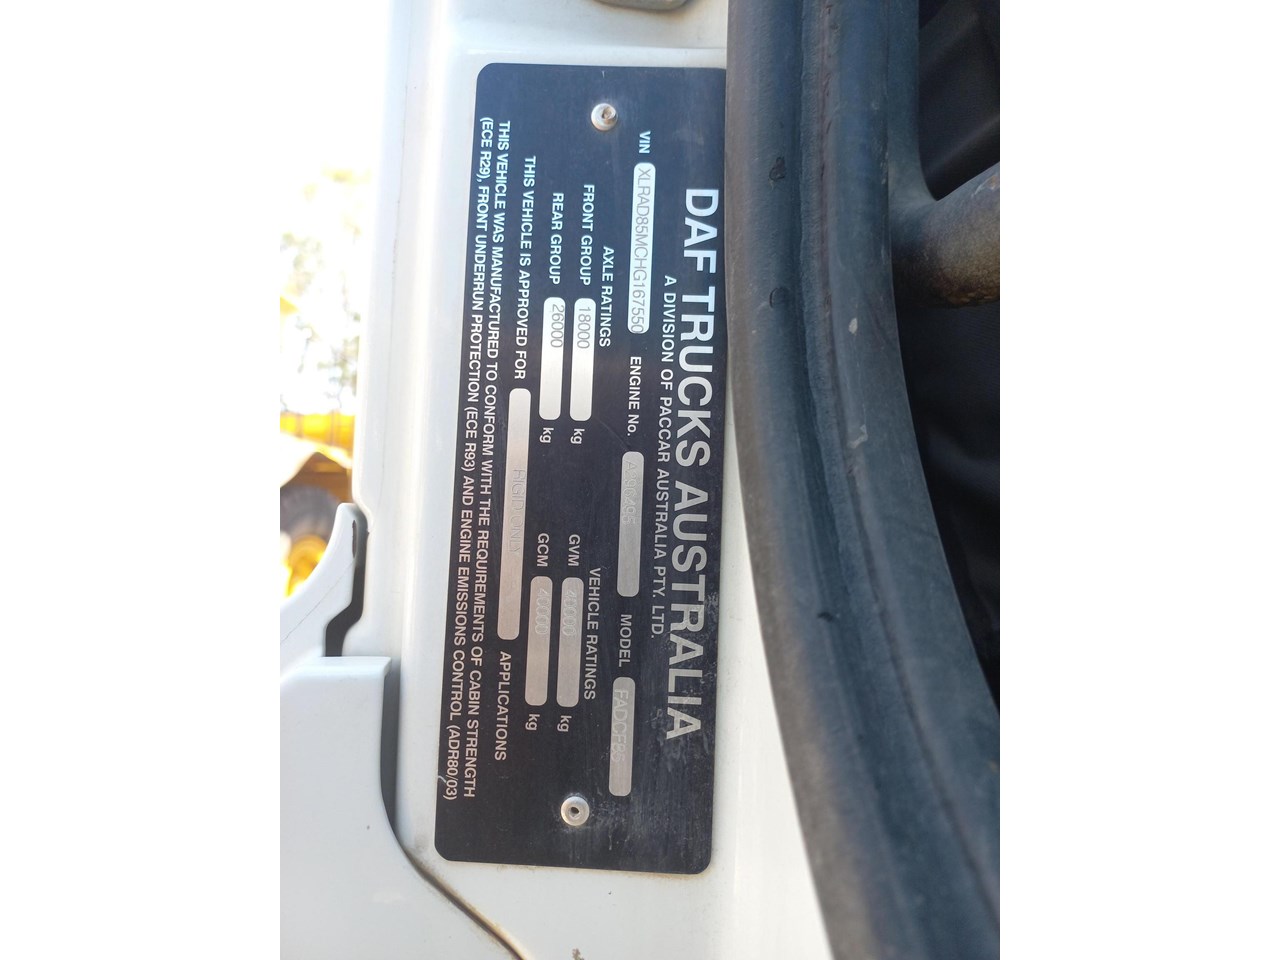 DAF TRUCKS AUSTRALIA
A DIVISION OF PACCAR AUSTRALIA PTY. LTD.
VIN XLRAD85MCHG167550 ENGINE No. MODEL FADCF85
AXLE RATINGS VEHICLE RATINGS
FRONT GROUP 18000 kg GVM kg
REAR GROUP 26000 kg GCM kg
THIS VEHICLE IS APPROVED FOR RIGID ONLY APPLICATIONS
THIS VEHICLE WAS MANUFACTURED TO CONFORM WITH THE REQUIREMENTS OF CABIN STRENGTH
(ECE R29), FRONT UNDERRUN PROTECTION (ECE R93) AND ENGINE EMISSIONS CONTROL (ADR80/03)